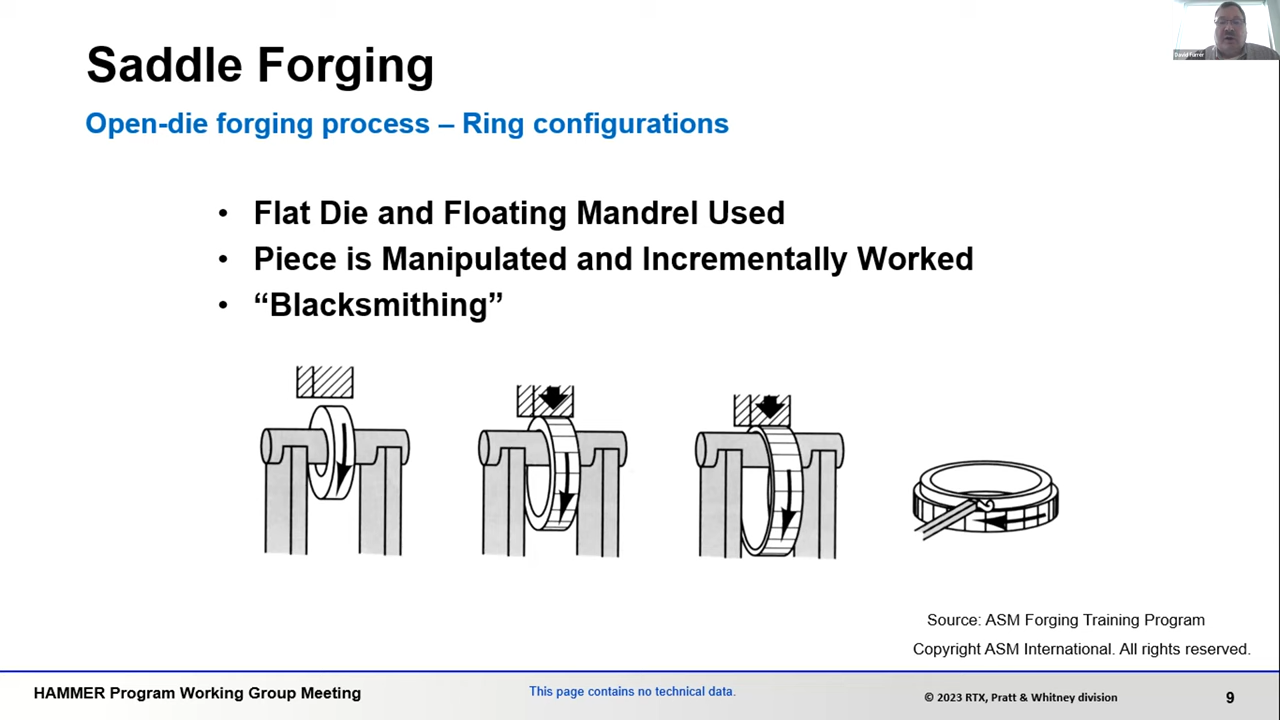 Saddle Forging
Open-die forging process – Ring configurations
• Flat Die and Floating Mandrel Used
• Piece is Manipulated and Incrementally Worked
• “Blacksmithing”
Source: ASM Forging Training Program
Copyright ASM International. All rights reserved.
HAMMER Program Working Group Meeting
This page contains no technical data.
© 2023 RTX, Pratt & Whitney division
9
David Furrer